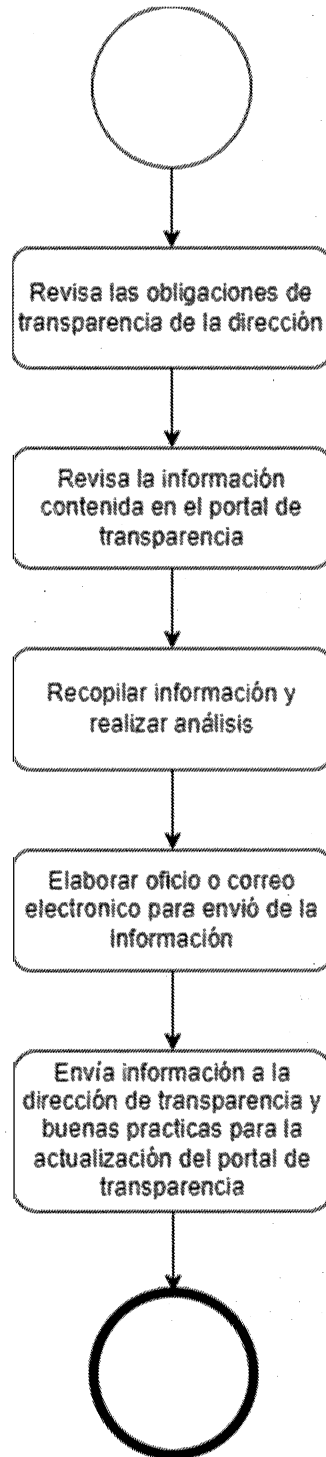 Revisa las obligaciones de
transparencia de la dirección
Revisa la información
contenida en el portal de
transparencia
Recopilar información y
realizar análisis
Elaborar oficio o correo
electronico para envió de la
Información
Envía información a la
dirección de transparencia y
buenas practicas para la
actualización del portal de
transparencia